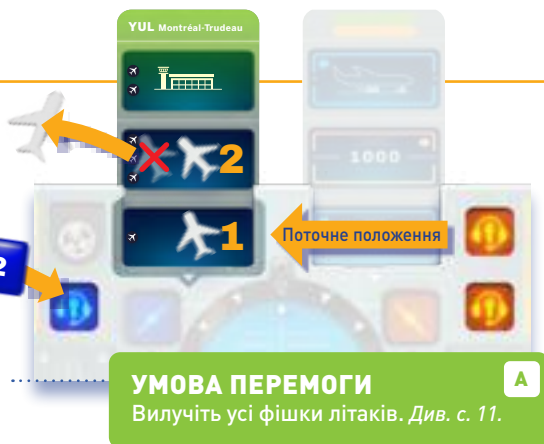 YUL Montréal-Trudeau
1000
2
1
Поточне положення
2
УМОВА ПЕРЕМОГИ
A
Вилучіть усі фішки літаків. Див. с. 11.